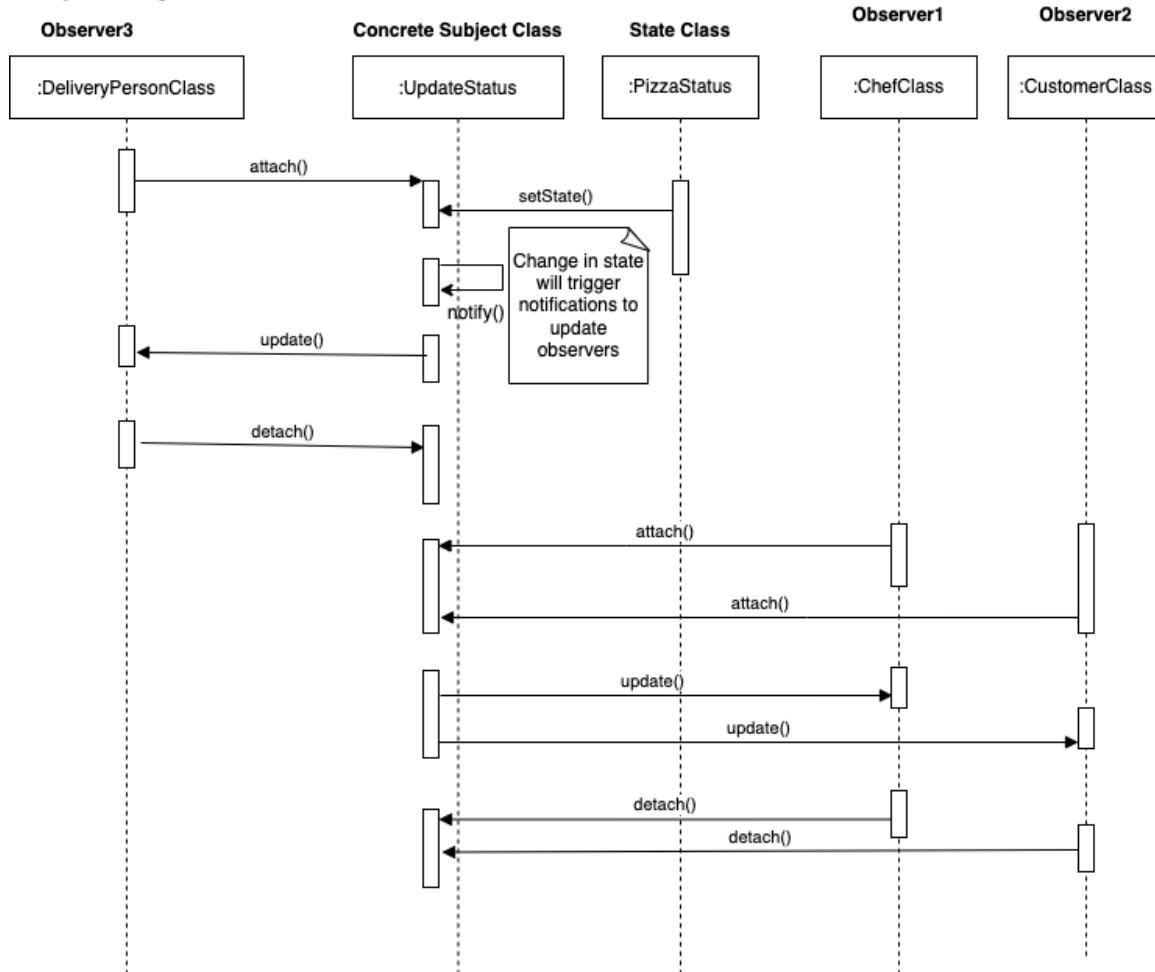 Observer1
Observer2
Observer3
Concrete Subject Class
State Class
:DeliveryPersonClass
:UpdateStatus
:PizzaStatus
:ChefClass
:CustomerClass
attach()
setState()
Change in state
will trigger
notifications to
update
observers
notify()
update()
detach()
attach()
attach()
update()
update()
detach()
detach()